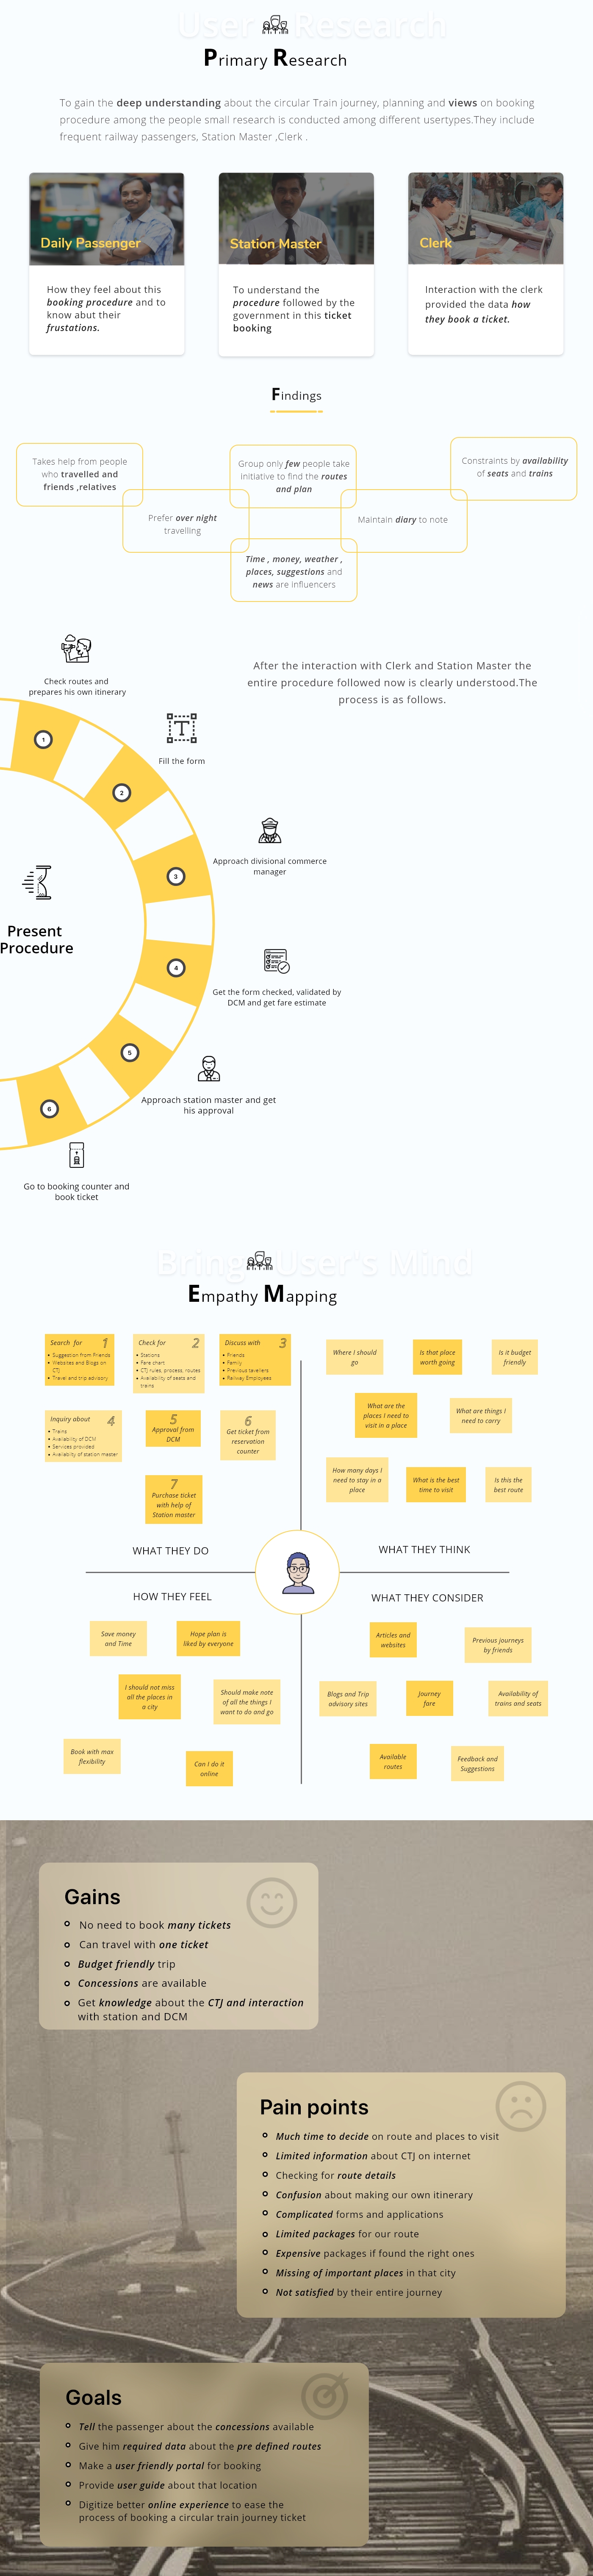 User Research
Primary Research
To gain the deep understanding about the circular Train journey, planning and views on booking
procedure among the people small research is conducted among different usertypes.They include
frequent railway passengers, Station Master ,Clerk .
Daily Passenger
How they feel about this
booking procedure and to
know abut their
frustations.
Station Master
To understand the
procedure followed by the
government in this ticket
booking
Clerk
Interaction with the clerk
provided the data how
they book a ticket.
Findings
Takes help from people
who travelled and
friends ,relatives
Group only few people take
initiative to find the routes
and plan
Constraints by availability
of seats and trains
Prefer over night
travelling
Maintain diary to note
Time , money, weather ,
places, suggestions and
news are Influencers
After the interaction with Clerk and Station Master the
entire procedure followed now is clearly understood.The
process is as follows.
Present
Procedure
Check routes and
prepares his own itinerary
1
Fill the form
2
Approach divisional commerce
manager
3
Get the form checked, validated by
DCM and get fare estimate
4
Approach station master and get
his approval
5
Go to booking counter and
book ticket
6
Bring User's Mind
Empathy Mapping
Search for 1
Suggestion from Friends
Websites and Blogs on
CTJ
Travel and trip advisory
Check for 2
Stations
Fare chart
CTJ rules, process, routes
Availability of seats and
trains
Discuss with 3
Friends
Family
Previous travellers
Railway Employees
Inquiry about 4
Trains
Availability of DCM
Services provided
Availablity of station master
5
Approval from
DCM
6
Get ticket from
reservation
counter
7
Purchase ticket
with help of
Station master
WHAT THEY DO
Where I should
go
Is that place
worth going
Is it budget
friendly
What are the
places I need to
visit in a place
What are things I
need to carry
How many days I
need to stay in a
place
What is the best
time to visit
Is this the
best route
WHAT THEY THINK
HOW THEY FEEL
Save money
and Time
Hope plan is
liked by everyone
I should not miss
all the places in
a city
Should make note
of all the things I
want to do and go
Book with max
flexibility
Can I do it
online
WHAT THEY CONSIDER
Articles and
websites
Previous journeys
by friends
Blogs and Trip
advisory sites
Journey
fare
Availability of
trains and seats
Available
routes
Feedback and
Suggestions
Gains
No need to book many tickets
Can travel with one ticket
Budget friendly trip
Concessions are available
Get knowledge about the CTJ and interaction
with station and DCM
Pain points
Much time to decide on route and places to visit
Limited information about CTJ on internet
Checking for route details
Confusion about making our own itinerary
Complicated forms and applications
Limited packages for our route
Expensive packages if found the right ones
Missing of important places in that city
Not satisfied by their entire journey
Goals
Tell the passenger about the concessions available
Give him required data about the pre defined routes
Make a user friendly portal for booking
Provide user guide about that location
Digitize better online experience to ease the
process of booking a circular train journey ticket